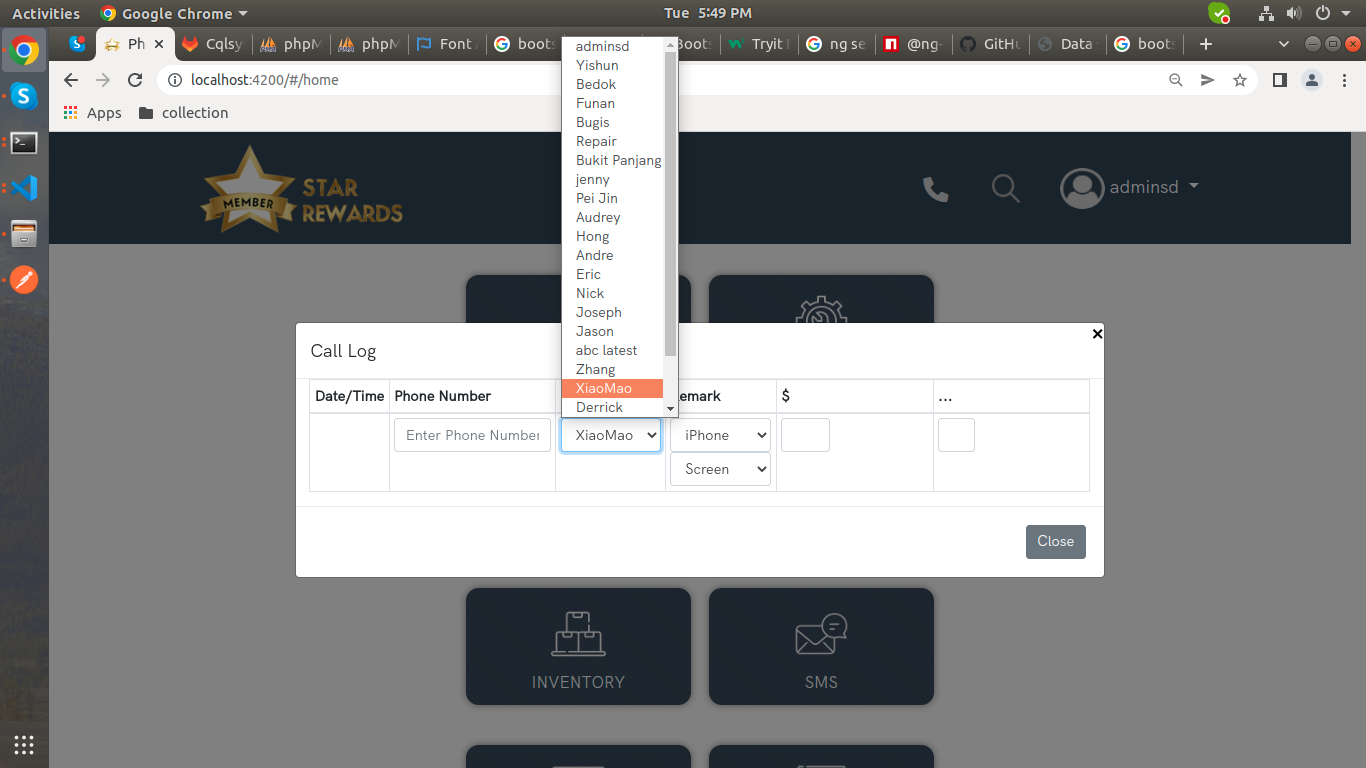 Activities
Google Chrome
Tue 5:49 PM
Ph
Cqlsy
phpM
phpM
Font
boots
Boots
Tryit
ng se
@ng-
GitHu
Data
boots
localhost:4200/#/home
Apps
collection
MEMBER
STAR
REWARDS
adminsd
adminsd
Yishun
Bedok
Funan
Bugis
Repair
Bukit Panjang
jenny
Pei Jin
Audrey
Hong
Andre
Eric
Nick
Joseph
Jason
abc latest
Zhang
XiaoMao
Derrick
Call Log
Date/Time
Phone Number
emark
$
...
Enter Phone Number
XiaoMao
iPhone
Screen
Close
INVENTORY
SMS